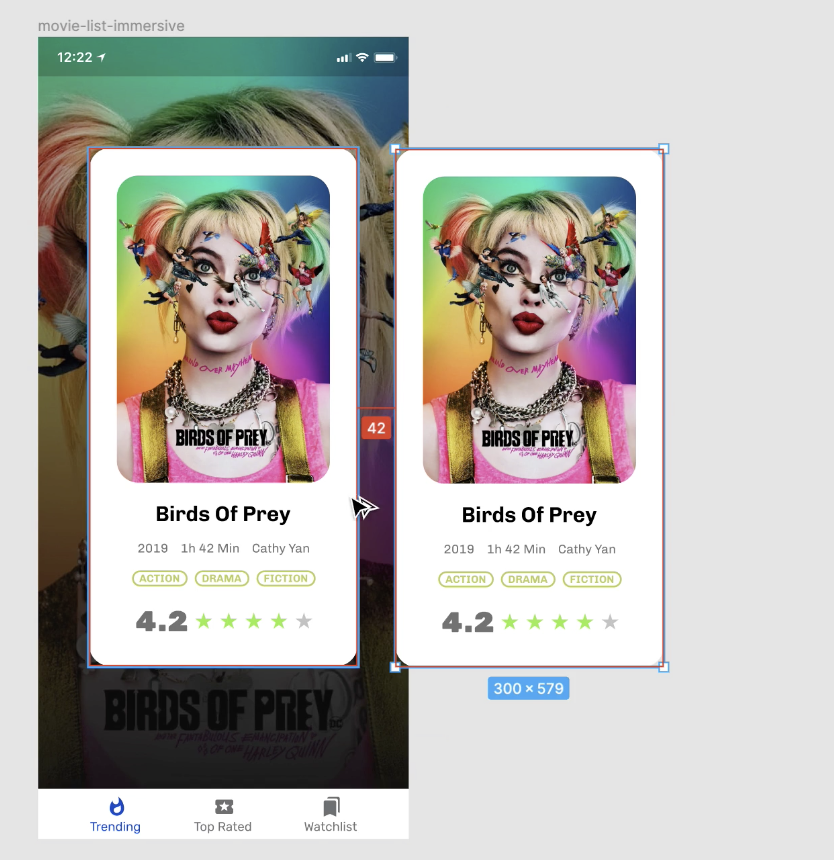 movie-list-immersive
12:22
BIRDS OF PREY
Birds Of Prey
2019 1h 42 Min Cathy Yan
ACTION DRAMA FICTION
4.2
42
BIRDS OF PREY
Birds Of Prey
2019 1h 42 Min Cathy Yan
ACTION DRAMA FICTION
4.2
300 × 579
BIRDS OF PREY
Trending Top Rated Watchlist